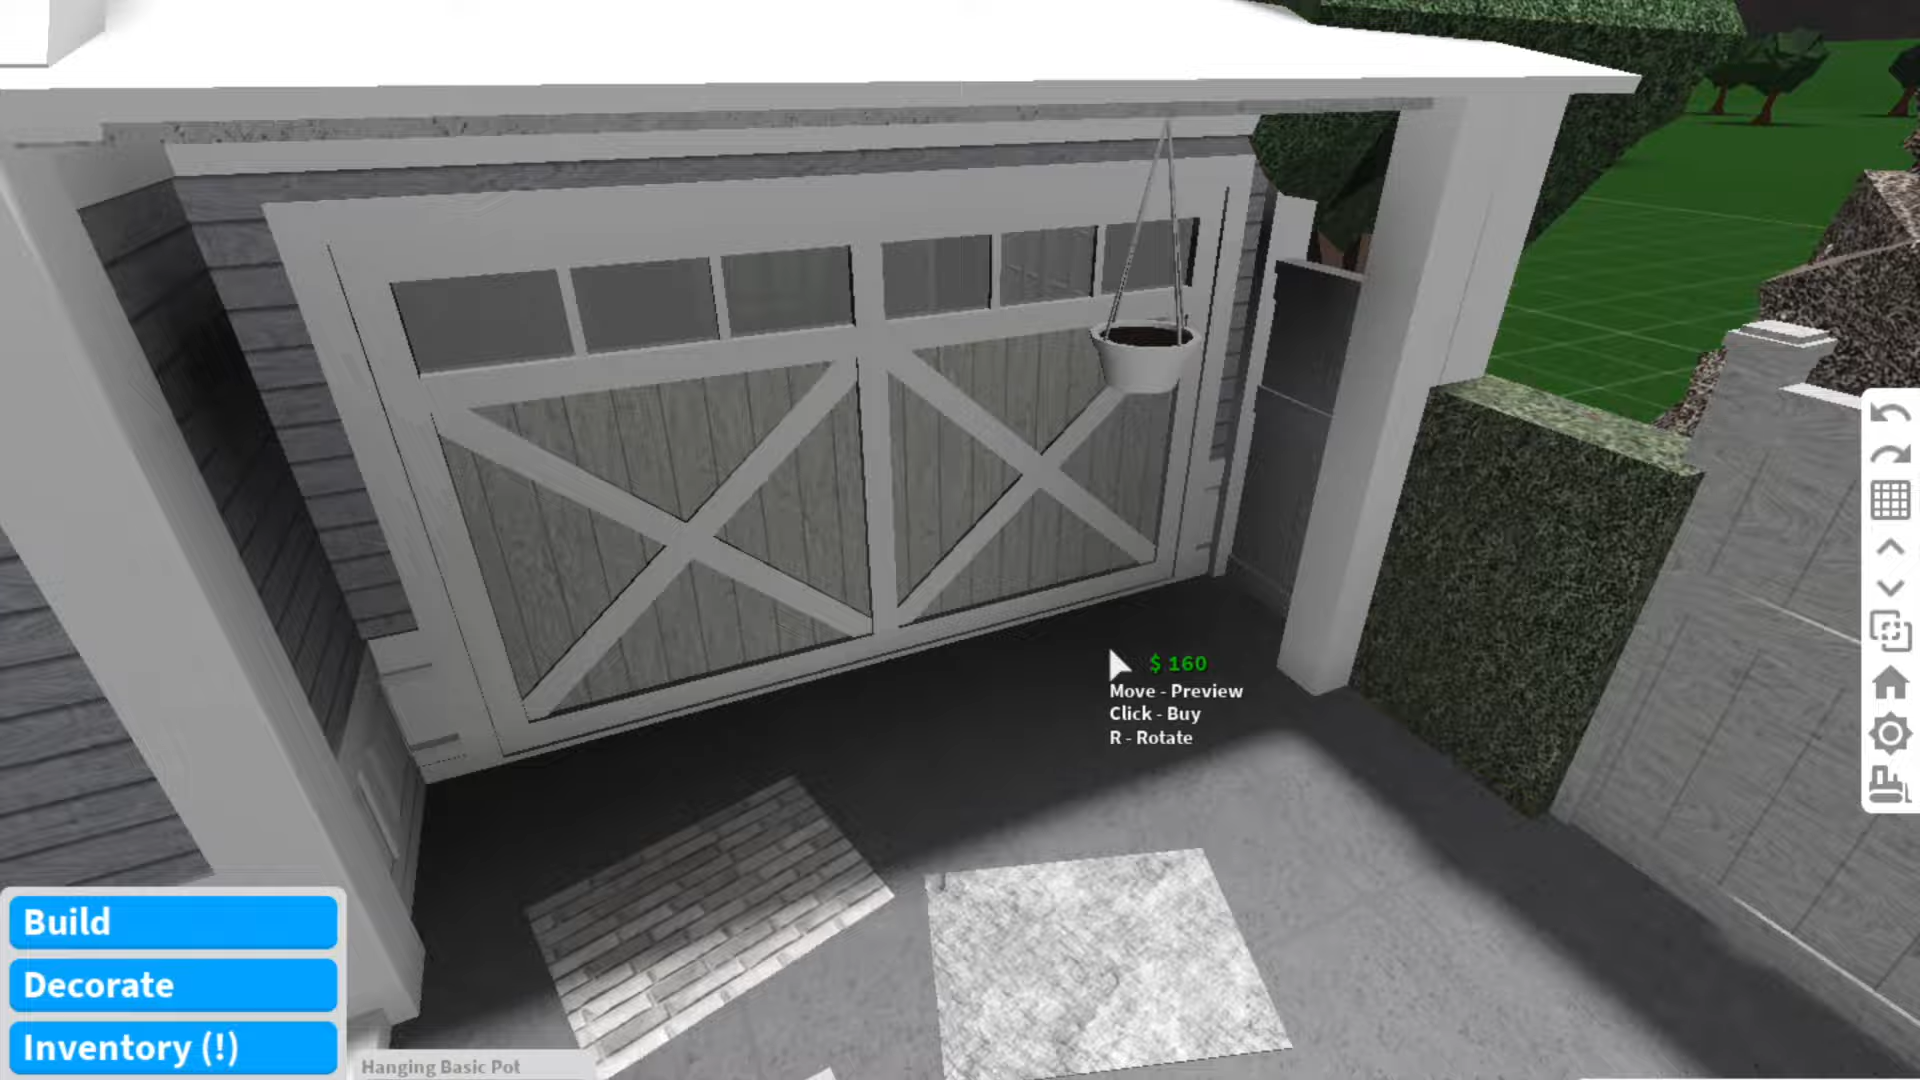 $ 160
Move - Preview
Click - Buy
R - Rotate
Build
Decorate
Inventory (!)
Hanging Basic Pot